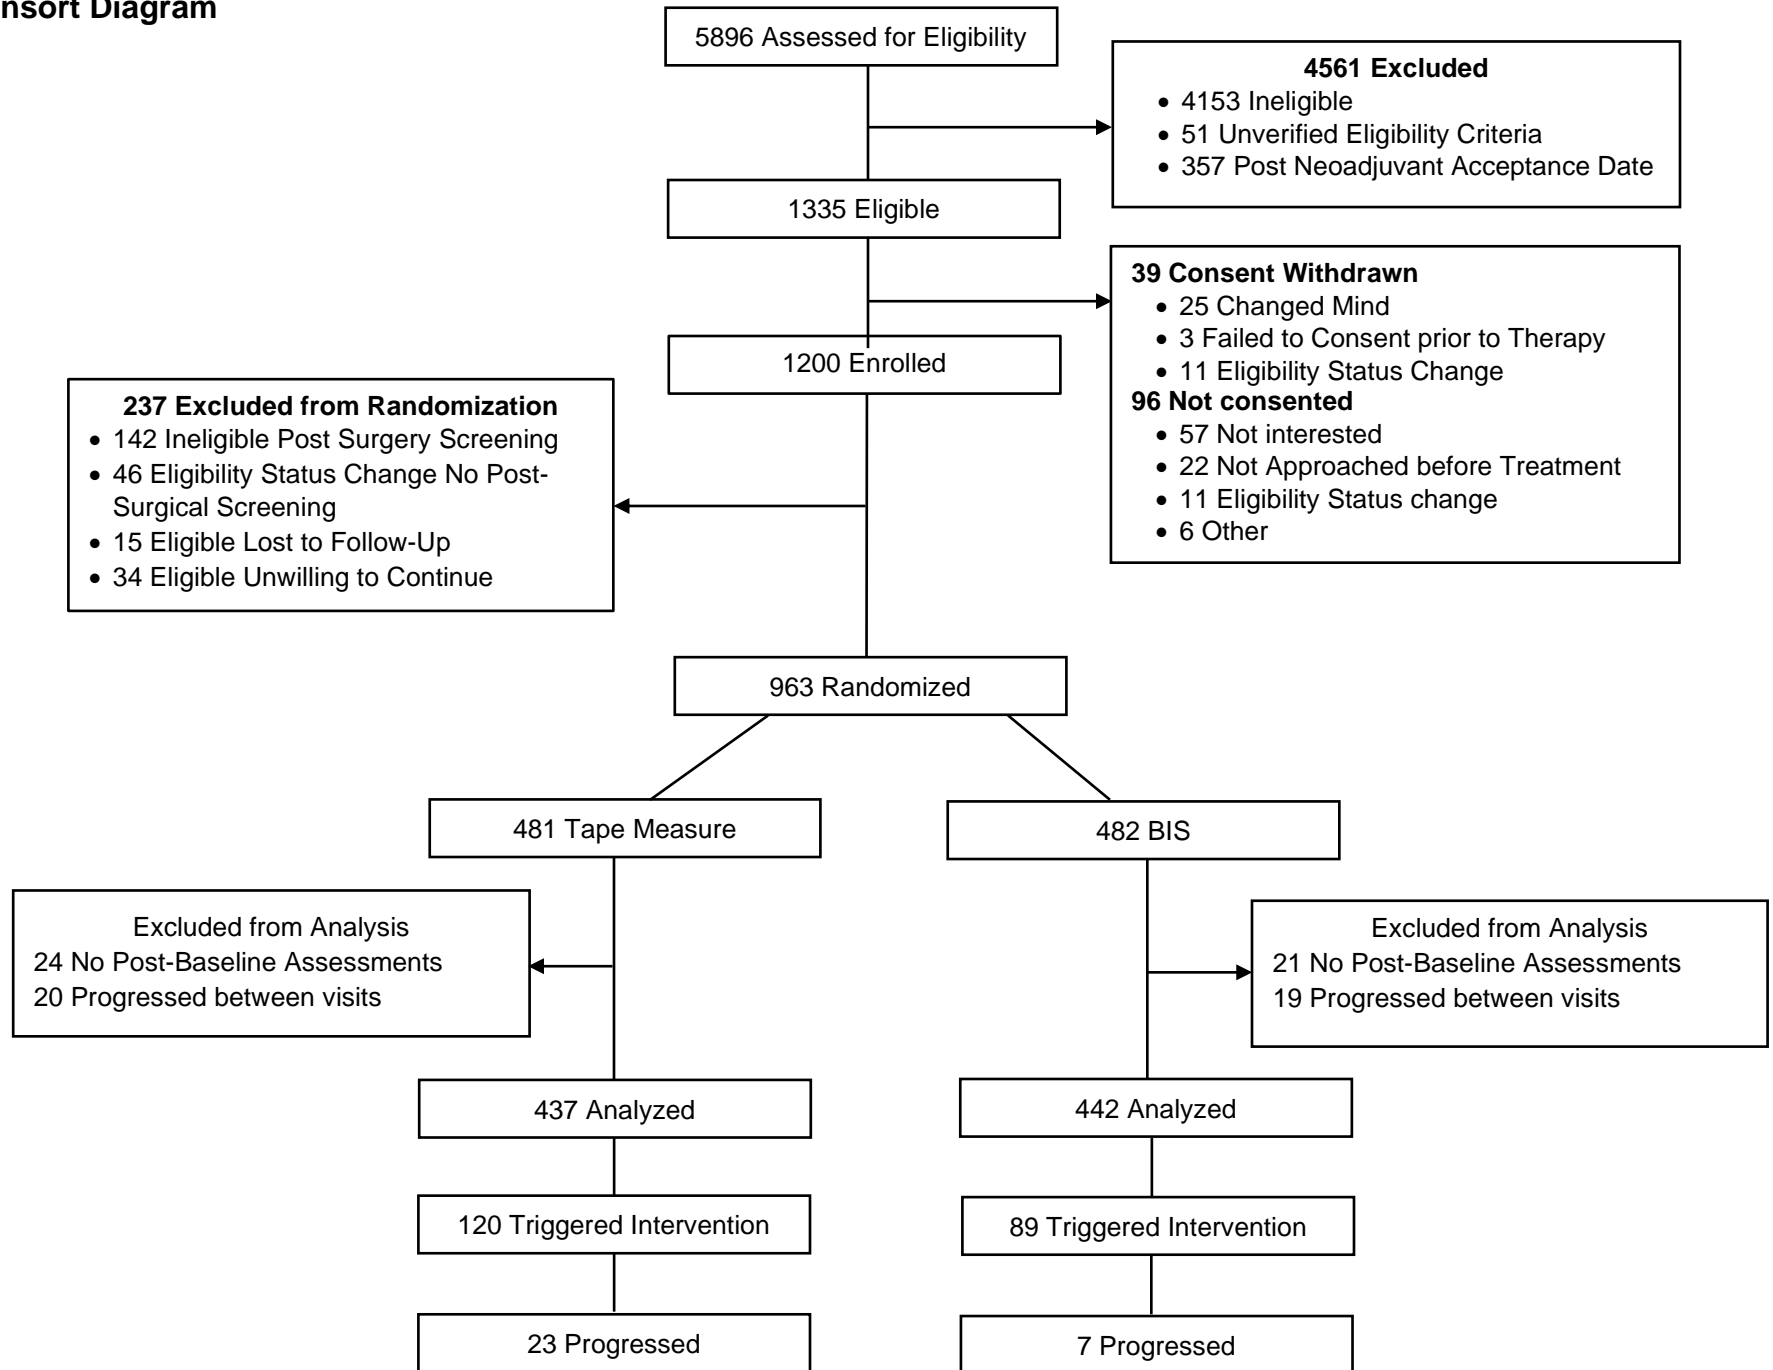 nsort Diagram
5896 Assessed for Eligibility
4561 Excluded
• 4153 Ineligible
• 51 Unverified Eligibility Criteria
• 357 Post Neoadjuvant Acceptance Date
1335 Eligible
39 Consent Withdrawn
• 25 Changed Mind
• 3 Failed to Consent prior to Therapy
• 11 Eligibility Status Change
96 Not consented
• 57 Not interested
• 22 Not Approached before Treatment
• 11 Eligibility Status change
• 6 Other
1200 Enrolled
237 Excluded from Randomization
• 142 Ineligible Post Surgery Screening
• 46 Eligibility Status Change No Post-
Surgical Screening
• 15 Eligible Lost to Follow-Up
• 34 Eligible Unwilling to Continue
963 Randomized
481 Tape Measure
482 BIS
Excluded from Analysis
24 No Post-Baseline Assessments
20 Progressed between visits
Excluded from Analysis
21 No Post-Baseline Assessments
19 Progressed between visits
437 Analyzed
442 Analyzed
120 Triggered Intervention
89 Triggered Intervention
23 Progressed
7 Progressed